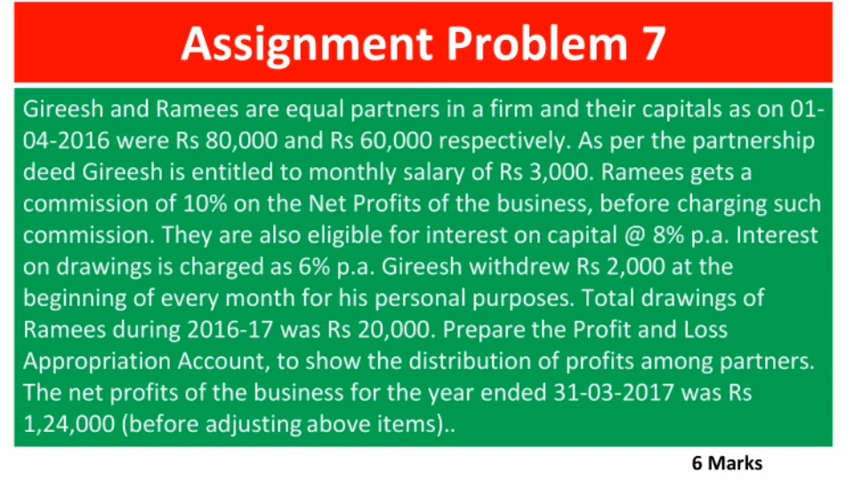 Assignment Problem 7
Gireesh and Ramees are equal partners in a firm and their capitals as on 01-
04-2016 were Rs 80,000 and Rs 60,000 respectively. As per the partnership
deed Gireesh is entitled to monthly salary of Rs 3,000. Ramees gets a
commission of 10% on the Net Profits of the business, before charging such
commission. They are also eligible for interest on capital @ 8% p.a. Interest
on drawings is charged as 6% p.a. Gireesh withdrew Rs 2,000 at the
beginning of every month for his personal purposes. Total drawings of
Ramees during 2016-17 was Rs 20,000. Prepare the Profit and Loss
Appropriation Account, to show the distribution of profits among partners.
The net profits of the business for the year ended 31-03-2017 was Rs
1,24,000 (before adjusting above items)..
6 Marks